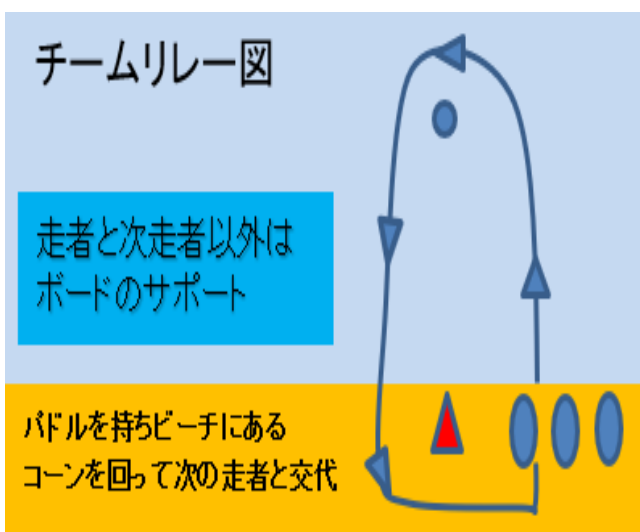 チームリレー図
走者と次走者以外は
ボードのサポート
パドルを持ちビーチにある
コーンを回って次の走者と交代